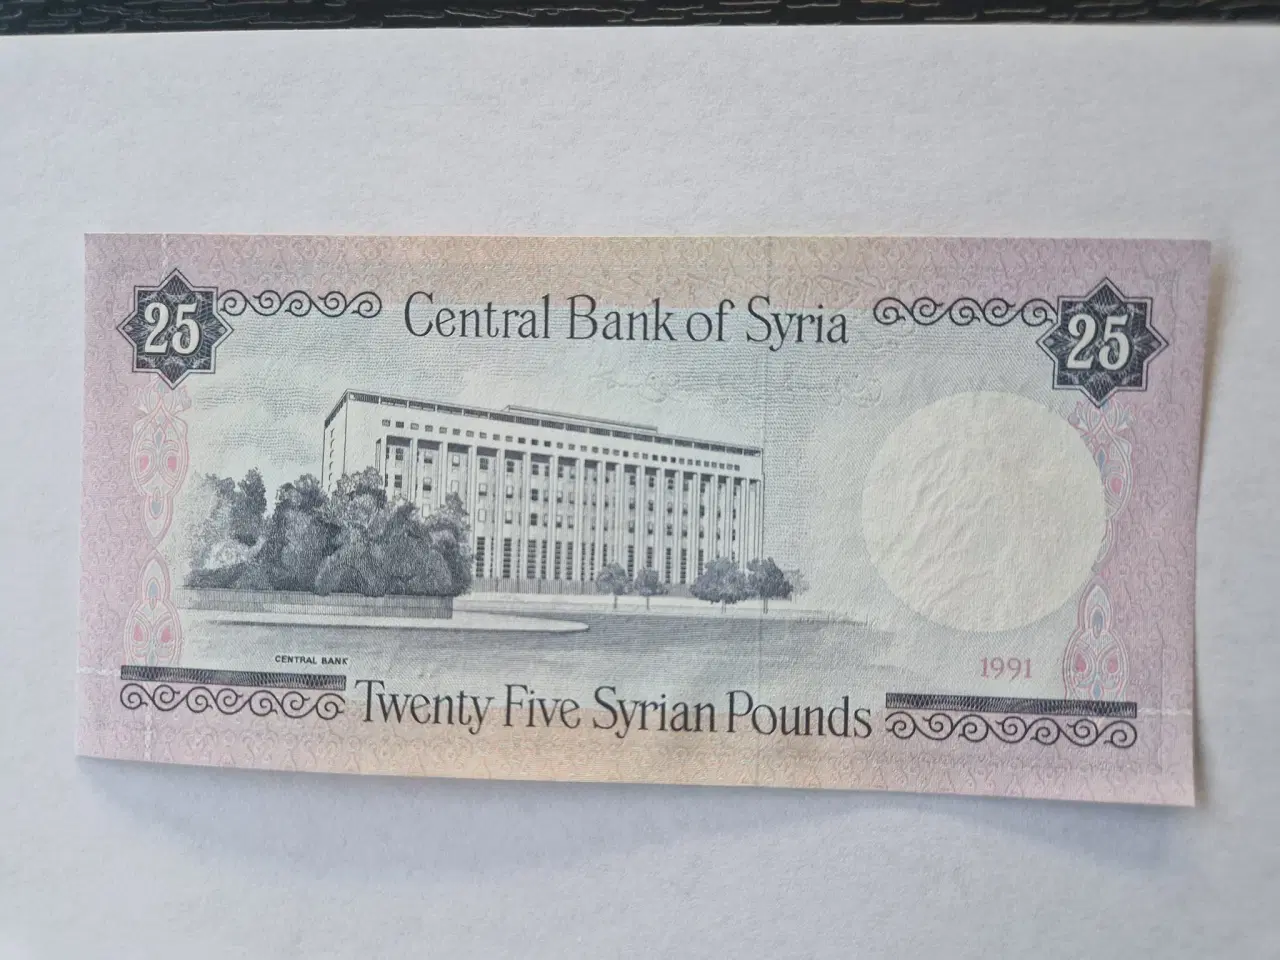 25 Central Bank of Syria 25
CENTRAL BANK
1991
Twenty Five Syrian Pounds